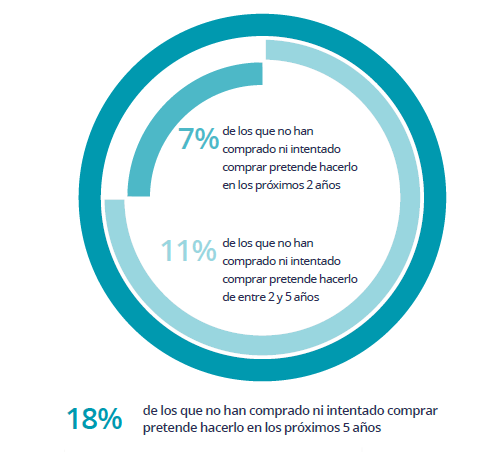 7%
de los que no han
comprado ni intentado
comprar pretende hacerlo
en los próximos 2 años
11%
de los que no han
comprado ni intentado
comprar pretende hacerlo
de entre 2 y 5 años
18%
de los que no han comprado ni intentado comprar
pretende hacerlo en los próximos 5 años